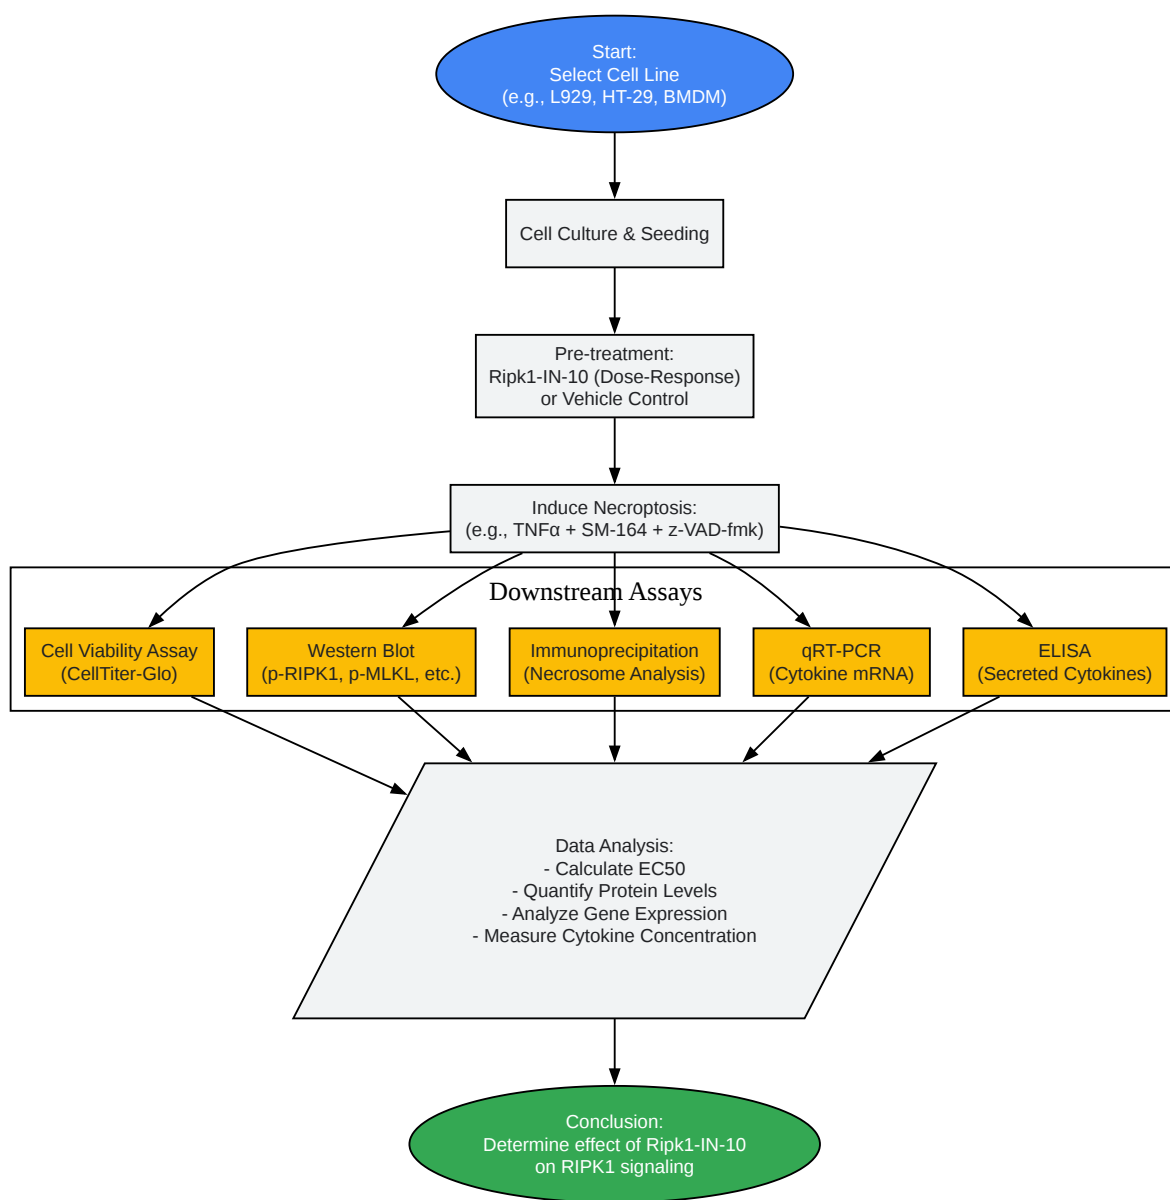 Start:
Select Cell Line
(e.g., L929, HT-29, BMDM)
Cell Culture & Seeding
Pre-treatment:
Ripk1-IN-10 (Dose-Response)
or Vehicle Control
Induce Necroptosis:
(e.g., TNFα + SM-164 + z-VAD-fmk)
Downstream Assays
Cell Viability Assay
(CellTiter-Glo)
Western Blot
(p-RIPK1, p-MLKL, etc.)
Immunoprecipitation
(Necrosome Analysis)
qRT-PCR
(Cytokine mRNA)
ELISA
(Secreted Cytokines)
Data Analysis:
- Calculate EC50
- Quantify Protein Levels
- Analyze Gene Expression
- Measure Cytokine Concentration
Conclusion:
Determine effect of Ripk1-IN-10
on RIPK1 signaling